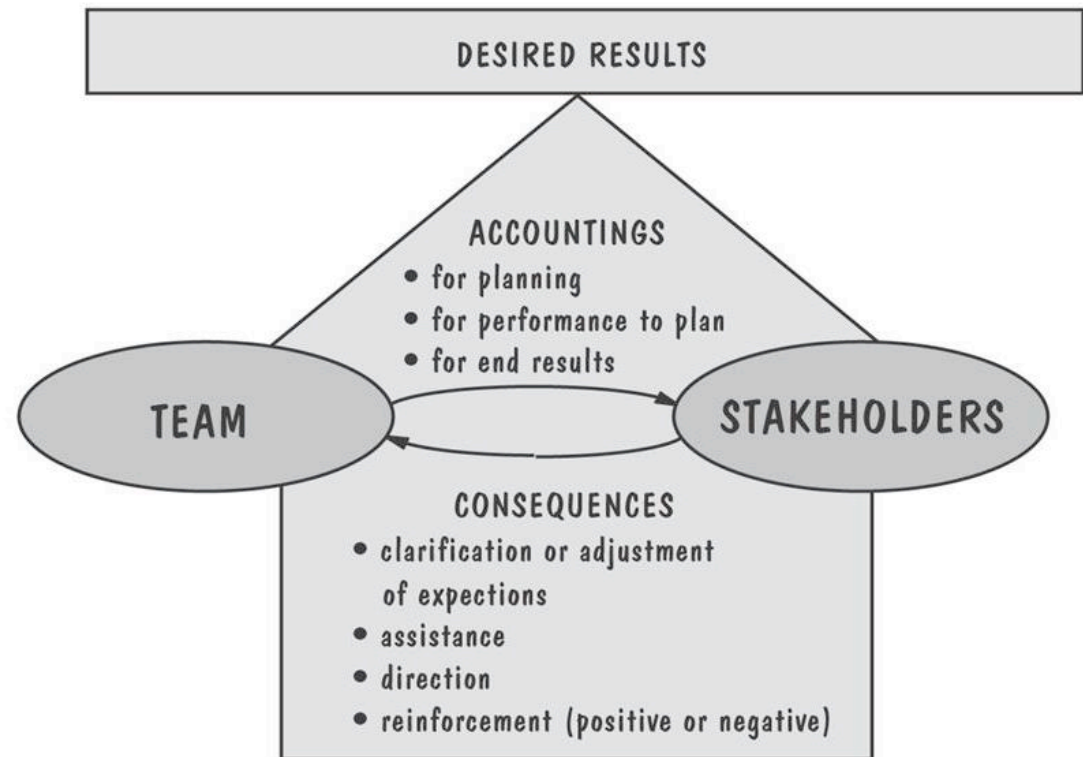 DESIRED RESULTS
ACCOUNTINGS
• for planning
• for performance to plan
• for end results
TEAM
STAKEHOLDERS
CONSEQUENCES
• clarification or adjustment
of expections
• assistance
• direction
• reinforcement (positive or negative)